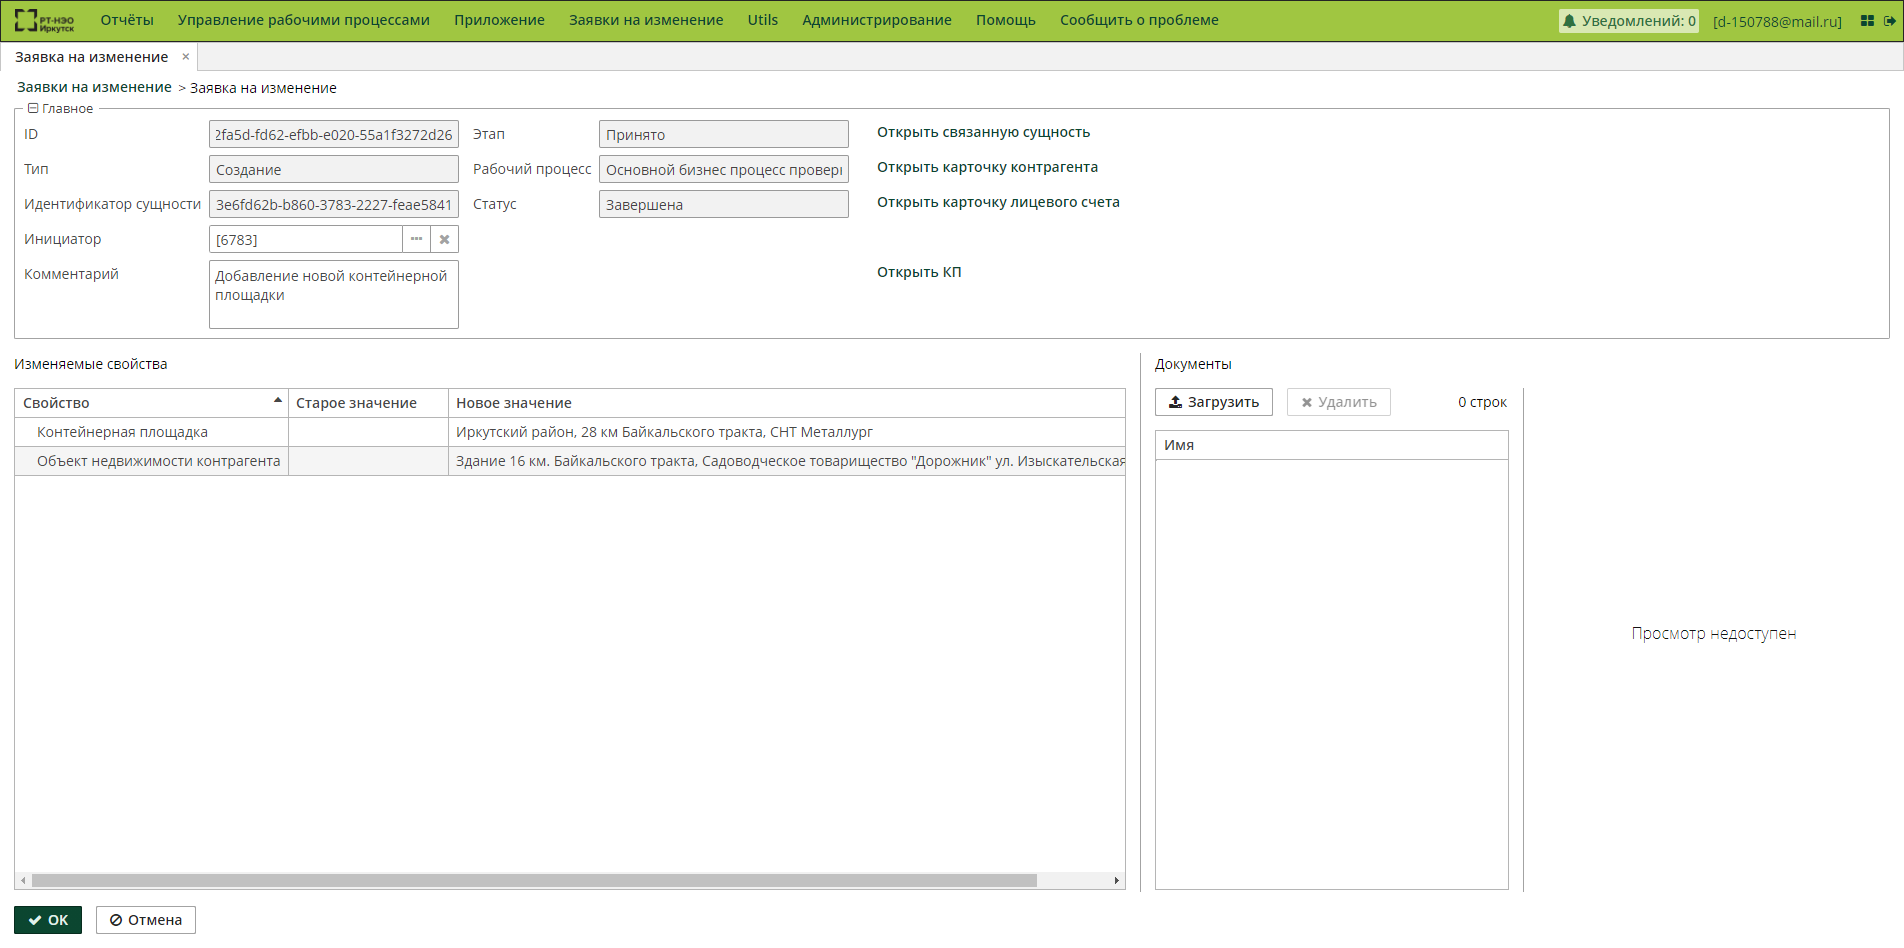 РТ-НЭО Иркутск
Отчёты Управление рабочими процессами Приложение Заявки на изменение Utils Администрирование Помощь Сообщить о проблеме Уведомлений: 0 [d-150788@mail.ru]
Заявка на изменение ×
Заявки на изменение > Заявка на изменение
Главное
ID 2fa5d-fd62-efbb-e020-55a1f3272d26 Этап Принято Открыть связанную сущность
Тип Создание Рабочий процесс Основной бизнес процесс провер Открыть карточку контрагента
Идентификатор сущности 3e6fd62b-b860-3783-2227-feae5841 Статус Завершена Открыть карточку лицевого счета
Инициатор [6783]
Комментарий Добавление новой контейнерной площадки Открыть КП
Изменяемые свойства
Свойство Старое значение Новое значение
Контейнерная площадка Иркутский район, 28 км Байкальского тракта, СНТ Металлург
Объект недвижимости контрагента Здание 16 км. Байкальского тракта, Садоводческое товарищество "Дорожник" ул. Изыскательская
Документы
Загрузить Удалить 0 строк
Имя
Просмотр недоступен
OK Отмена